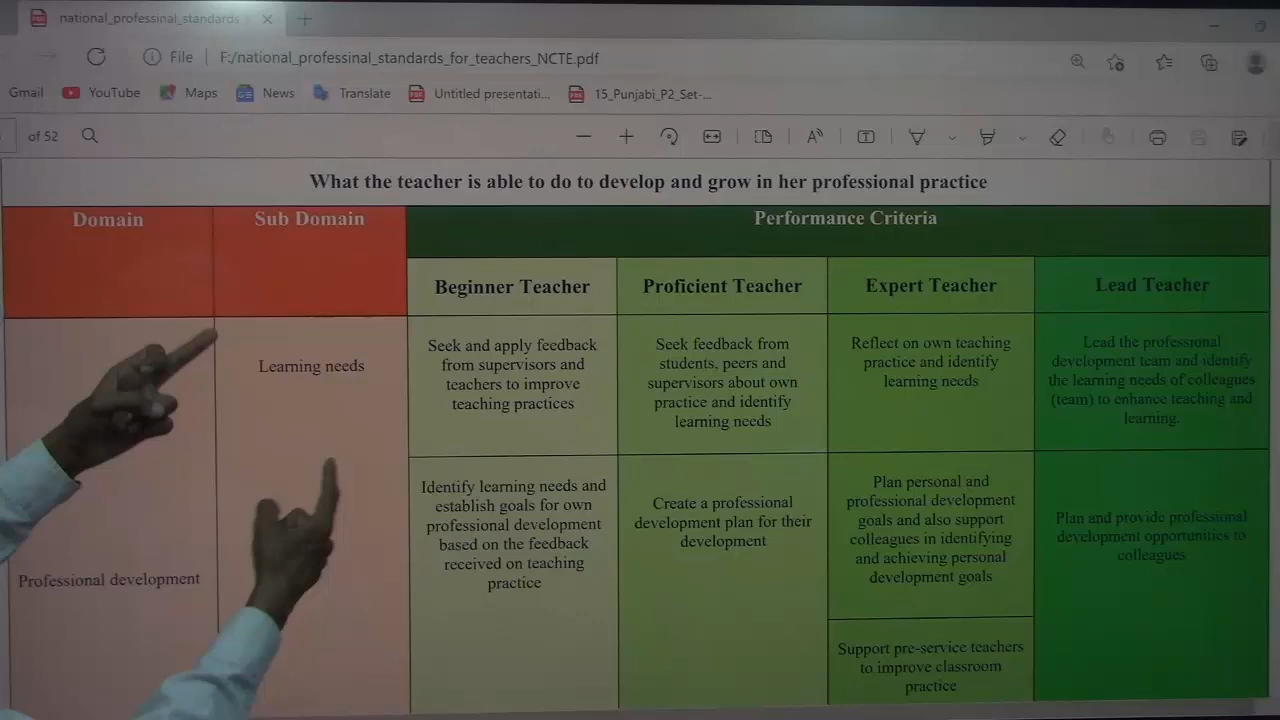 national_professinal_standards
File
F:/national_professinal_standards_for_teachers_NCTE.pdf
Gmail
YouTube
Maps
News
Translate
Untitled presentati...
15_Punjabi_P2_Set-...
of 52
What the teacher is able to do to develop and grow in her professional practice
Domain
Sub Domain
Performance Criteria
Beginner Teacher
Proficient Teacher
Expert Teacher
Lead Teacher
Professional development
Learning needs
Seek and apply feedback
from supervisors and
teachers to improve
teaching practices
Seek feedback from
students, peers and
supervisors about own
practice and identify
learning needs
Reflect on own teaching
practice and identify
learning needs
Lead the professional
development team and identify
the learning needs of colleagues
(team) to enhance teaching and
learning.
Identify learning needs and
establish goals for own
professional development
based on the feedback
received on teaching
practice
Create a professional
development plan for their
development
Plan personal and
professional development
goals and also support
colleagues in identifying
and achieving personal
development goals
Plan and provide professional
development opportunities to
colleagues
Support pre-service teachers
to improve classroom
practice